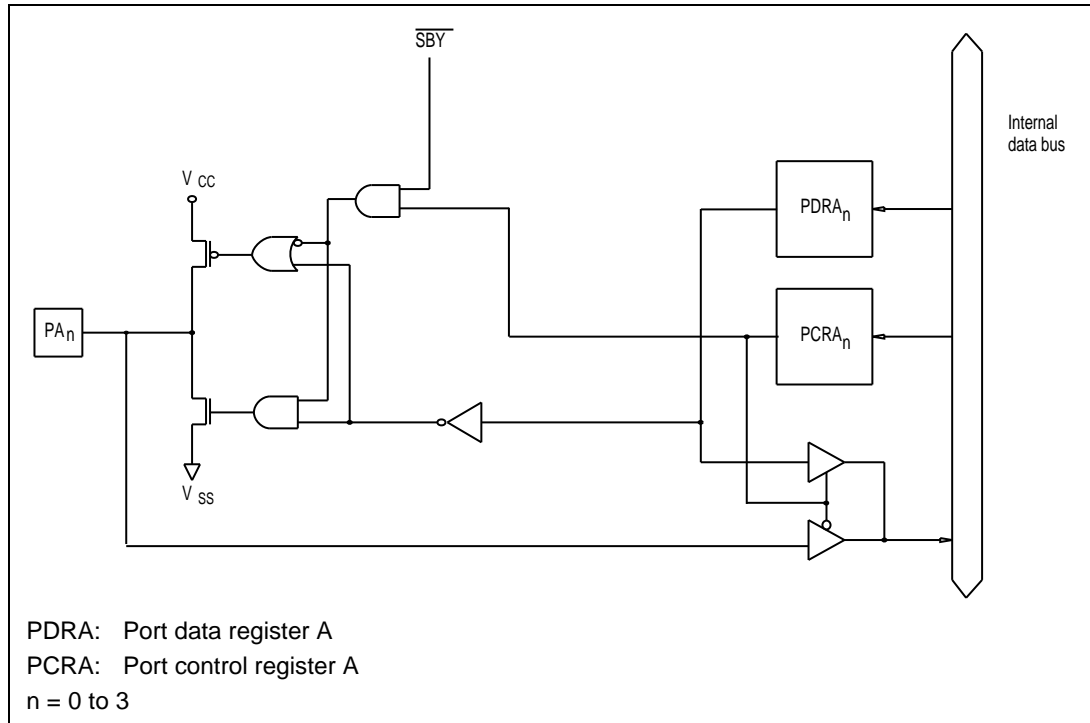 SBY
Internal
data bus
V CC
PDRAn
PCRAn
PAn
V SS
PDRA: Port data register A
PCRA: Port control register A
n = 0 to 3